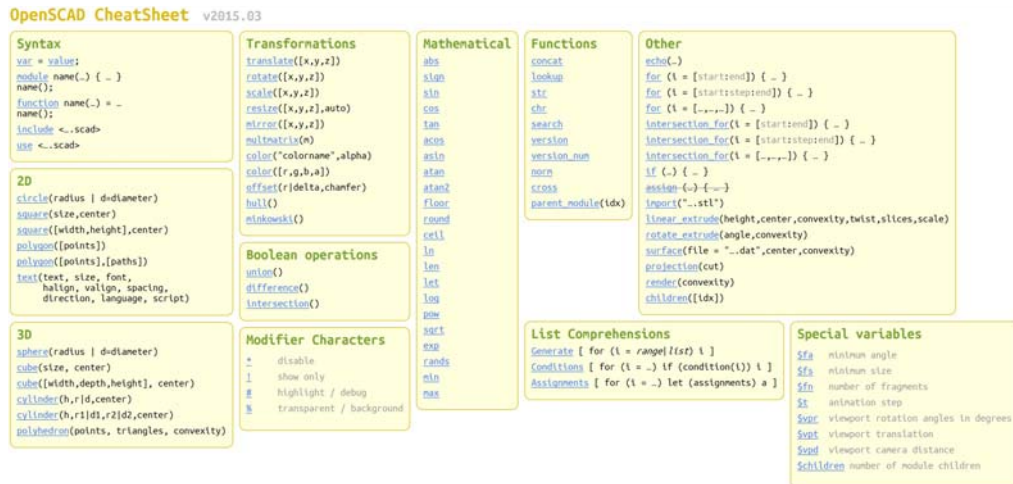 OpenSCAD CheatSheet v2015.03
Syntax
var = value;
module name(…) { … }
name();
function name(…) = …
name();
include <….scad>
use <….scad>
2D
circle(radius | d=diameter)
square(size,center)
square([width,height],center)
polygon([points])
polygon([points],[paths])
text(text, size, font,
halign, valign, spacing,
direction, language, script)
3D
sphere(radius | d=diameter)
cube(size, center)
cube([width,depth,height], center)
cylinder(h,r|d,center)
cylinder(h,r1|d1,r2|d2,center)
polyhedron(points, triangles, convexity)
Transformations
translate([x,y,z])
rotate([x,y,z])
scale([x,y,z])
resize([x,y,z],auto)
mirror([x,y,z])
multmatrix(m)
color("colorname",alpha)
color([r,g,b,a])
offset(r|delta,chamfer)
hull()
minkowski()
Boolean operations
union()
difference()
intersection()
Modifier Characters
* disable
! show only
# highlight / debug
% transparent / background
Mathematical
abs
sign
sin
cos
tan
acos
asin
atan
atan2
floor
round
ceil
ln
len
let
log
pow
sqrt
exp
rands
min
max
Functions
concat
lookup
str
chr
search
version
version_num
norm
cross
parent_module(idx)
Other
echo(…)
for (i = [start:end]) { … }
for (i = [start:step:end]) { … }
for (i = […,…,…]) { … }
intersection_for(i = [start:end]) { … }
intersection_for(i = [start:step:end]) { … }
intersection_for(i = […,…,…]) { … }
if (…) { … }
assign (…) { … }
import("….stl")
linear_extrude(height,center,convexity,twist,slices,scale)
rotate_extrude(angle,convexity)
surface(file = "….dat",center,convexity)
projection(cut)
render(convexity)
children([idx])
List Comprehensions
Generate [ for (i = range|list) i ]
Conditions [ for (i = …) if (condition(i)) i ]
Assignments [ for (i = …) let (assignments) a ]
Special variables
$fa minimum angle
$fs minimum size
$fn number of fragments
$t animation step
$vpr viewport rotation angles in degrees
$vpt viewport translation
$vpd viewport camera distance
$children number of module children